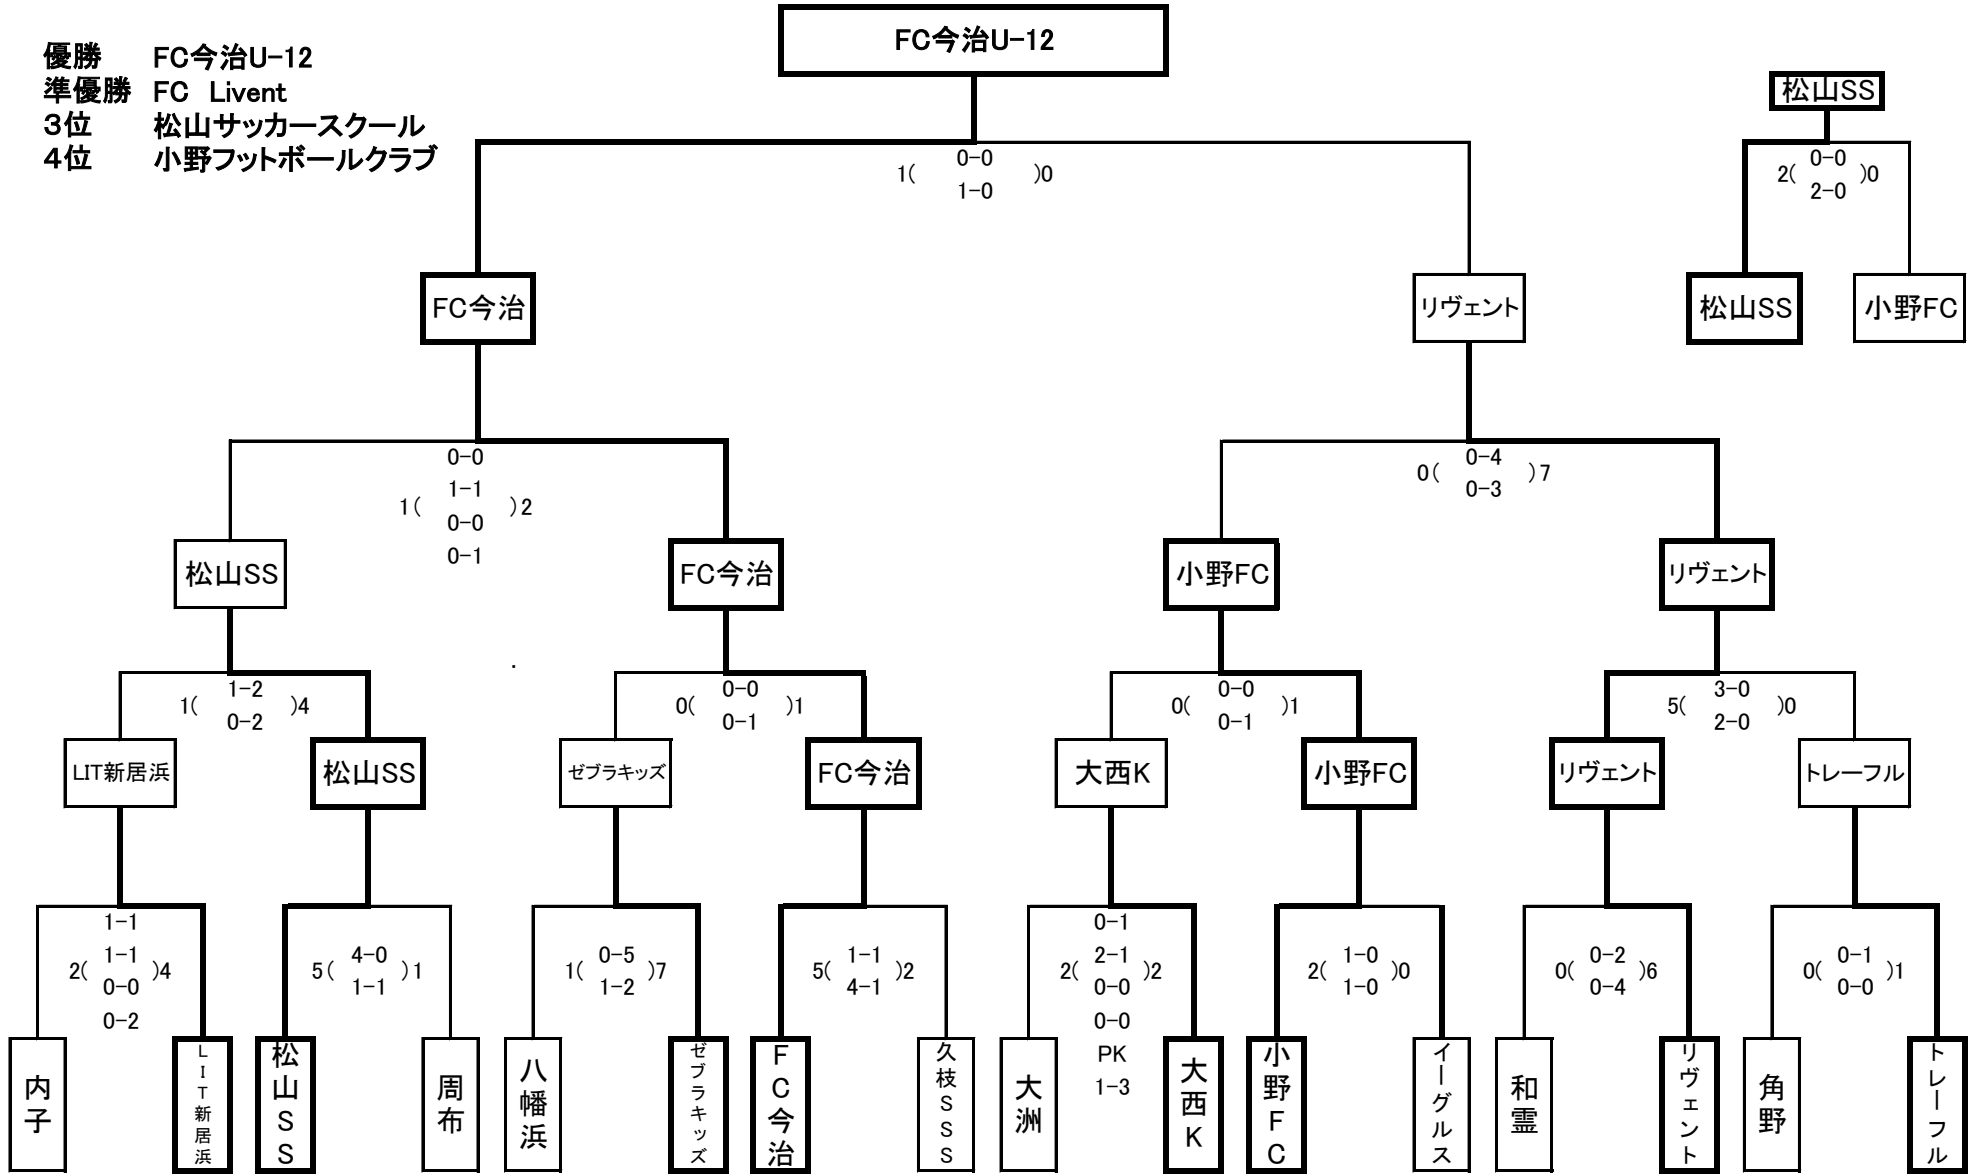 FC今治U-12
優勝 FC今治U-12
準優勝 FC Livent
3位 松山サッカースクール
4位 小野フットボールクラブ
松山SS
0-0
1( )0
1-0
0-0
2( )0
2-0
FC今治
リヴェント
松山SS
小野FC
0-0
1-1
1( )2
0-0
0-1
0-4
0( )7
0-3
松山SS
FC今治
小野FC
リヴェント
1-2
1( )4
0-2
0-0
0( )1
0-1
0-0
0( )1
0-1
3-0
5( )0
2-0
LIT新居浜
松山SS
ゼブラキッズ
FC今治
大西K
小野FC
リヴェント
トレーフル
1-1
1-1
2( )4
0-0
0-2
4-0
5( )1
1-1
0-5
1( )7
1-2
1-1
5( )2
4-1
0-1
2-1
2( )2
0-0
0-0
PK
1-3
1-0
2( )0
1-0
0-2
0( )6
0-4
0-1
0( )1
0-0
内子
LIT新居浜
松山SS
周布
八幡浜
ゼブラキッズ
FC今治
久枝SSS
大洲
大西K
小野FC
イーグルス
和霊
リヴェント
角野
トレーフル